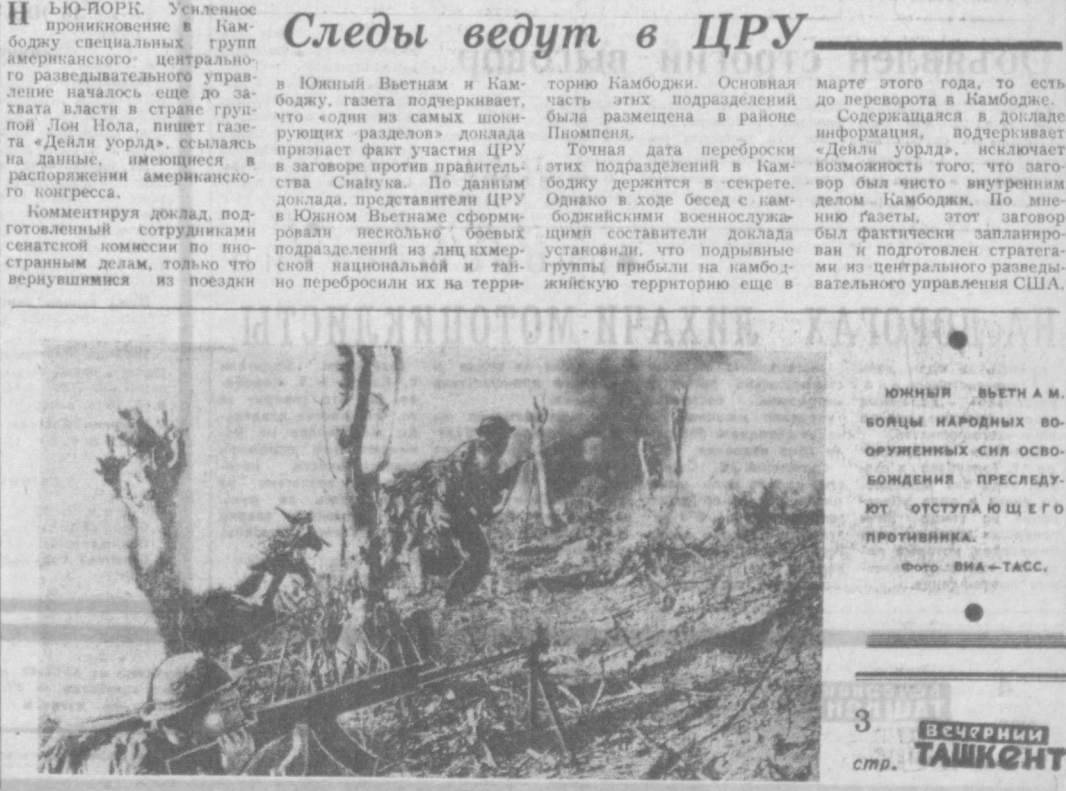 Следы ведут в ЦРУ
НЬЮ-ЙОРК. Усиленное
проникновение в Кам-
боджу специальных групп
американского центрально-
го разведывательного управ-
ление началось еще до за-
хвата власти в стране груп-
пой Лон Нола, пишет газе-
та «Дейли уорлд», ссылаясь
на данные, имеющиеся в
распоряжении американско-
го конгресса.
Комментируя доклад, под-
готовленный сотрудниками
сенатской комиссии по ино-
странным делам, только что
вернувшимися из поездки
в Южный Вьетнам и Кам-
боджу, газета подчеркивает,
что «один из самых шоки-
рующих разделов» доклада
признает факт участия ЦРУ
в заговоре против правитель-
ства Сианука. По данным
доклада, представители ЦРУ
в Южном Вьетнаме сформи-
ровали несколько боевых
подразделений из лиц кхмер-
ской национальной и тай-
но перебросили их на терри-
торию Камбоджи. Основная
часть этих подразделений
была размещена в районе
Пномпеня.
Точная дата переброски
этих подразделений в Кам-
боджу держится в секрете.
Однако в ходе бесед с кам-
боджийскими военнослужа-
щими составители доклада
установили, что подрывные
группы прибыли на камбод-
жийскую территорию еще в
марте этого года, то есть
до переворота в Камбодже.
Содержащаяся в докладе
информация, подчеркивает
«Дейли уорлд», исключает
возможность того, что заго-
вор был чисто внутренним
делом Камбоджи. По мне-
нию газеты, этот заговор
был фактически запланиро-
ван и подготовлен стратега-
ми из центрального разведы-
вательного управления США.
ЮЖНЫЙ ВЬЕТНАМ.
БОЙЦЫ НАРОДНЫХ ВО-
ОРУЖЕННЫХ СИЛ ОСВО-
БОЖДЕНИЯ ПРЕСЛЕДУ-
ЮТ ОТСТУПАЮЩЕГО
ПРОТИВНИКА.
Фото ВИА—ТАСС.
3
стр.
ВЕЧЕРНИЙ
ТАШКЕНТ